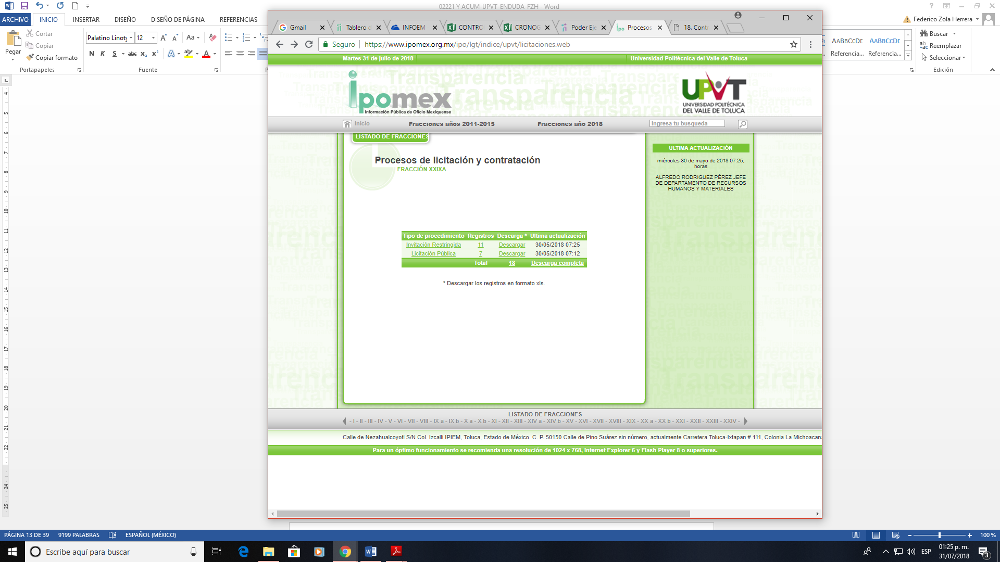 02221 Y ACUM-UPVT-ENDUDA-FZH - Word
ARCHIVO INICIO INSERTAR DISEÑO DISEÑO DE PÁGINA REFERENCIAS
Federico Zola Herrera
Pegar
Cortar
Copiar
Copiar formato
Portapapeles
Palatino Linoty 12
Aa
N K S abc x₂ x²
Fuente
AABBCCDE AABBCCDE
Referencia... Referencia...
Buscar
Reemplazar
Seleccionar
Edición
Gmail
Tablero d
INFOEM
CONTRO
CRONOG
Poder Eje
Procesos
18. Contr
Seguro https://www.ipomex.org.mx/ipo/lgt/indice/upvt/licitaciones.web
Martes 31 de julio de 2018
Universidad Politécnica del Valle de Toluca
Transparencia
ipomex
Información Pública de Oficio Mexiquense
UPVT
UNIVERSIDAD POLITÉCNICA
DEL VALLE DE TOLUCA
Inicio
Fracciones años 2011-2015
Fracciones año 2018
Ingresa tu busqueda
LISTADO DE FRACCIONES
Procesos de licitación y contratación
FRACCIÓN XXIXA
ULTIMA ACTUALIZACIÓN
miércoles 30 de mayo de 2018 07:25,
horas
ALFREDO RODRIGUEZ PÉREZ JEFE
DE DEPARTAMENTO DE RECURSOS
HUMANOS Y MATERIALES
Tipo de procedimiento Registros Descarga * Ultima actualización
Invitación Restringida 11 Descargar 30/05/2018 07:25
Licitación Pública 7 Descargar 30/05/2018 07:12
Total 18 Descarga completa
* Descargar los registros en formato xls.
LISTADO DE FRACCIONES
- I - II - III - IV - V - VI - VII - VIII - IX a - IX b - X a - X b - XI - XII - XIII - XIV a - XIV b - XV - XVI - XVII - XVIII - XIX - XX a - XX b - XXI - XXII - XXIII - XXIV -
Calle de Nezahualcoyotl S/N Col. Izcalli IPIEM, Toluca, Estado de México. C. P. 50150 Calle de Pino Suárez sin número, actualmente Carretera Toluca-Ixtapan # 111, Colonia La Michoacana
Para un óptimo funcionamiento se recomienda una resolución de 1024 x 768, Internet Explorer 6 y Flash Player 8 o superiores.
PÁGINA 13 DE 39 9199 PALABRAS ESPAÑOL (MÉXICO)
100 %
Escribe aquí para buscar
ESP
01:25 p. m.
31/07/2018
3